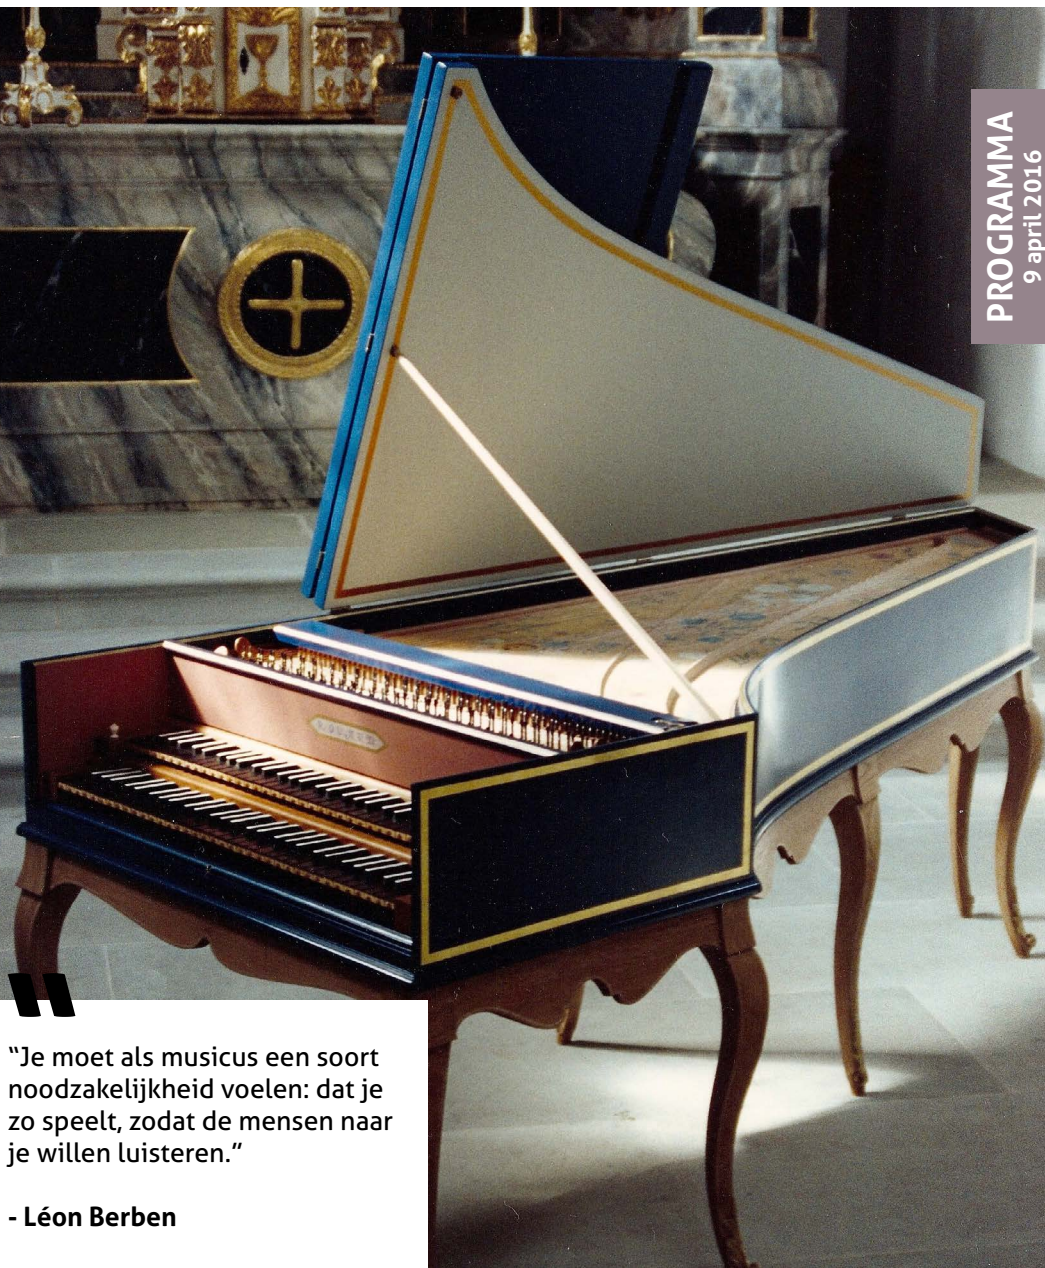 PROGRAMMA
9 april 2016
“Je moet als musicus een soort
noodzakelijkheid voelen: dat je
zo speelt, zodat de mensen naar
je willen luisteren.”
- Léon Berben